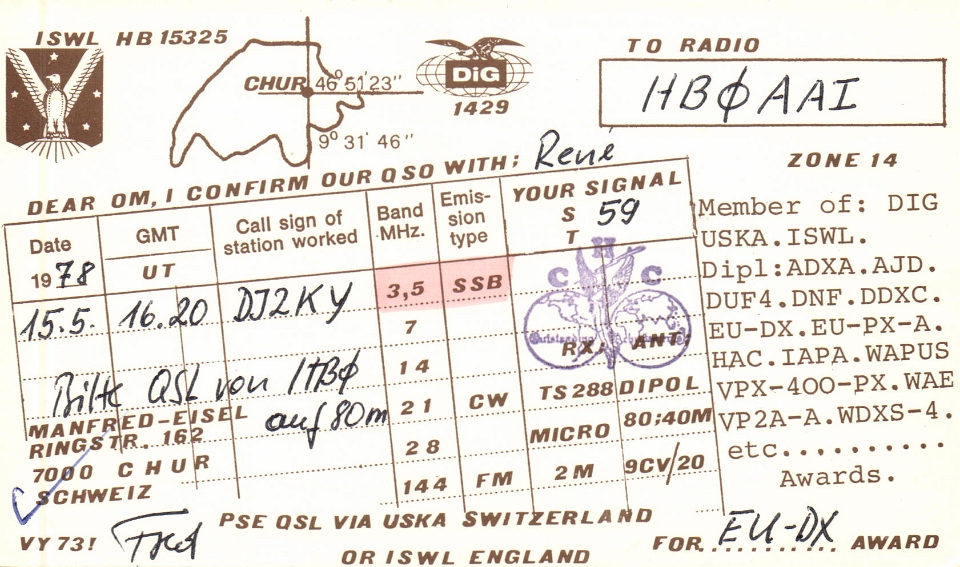 ISWL HB 15325
CHUR 46° 51' 23"
9° 31' 46"
DiG
1429
TO RADIO
HBØAAI
DEAR OM, I CONFIRM OUR QSO WITH; René
ZONE 14
Date
1978
GMT
UT
Call sign of
station worked
Band
MHz.
Emis-
sion
type
YOUR SIGNAL
S 59
T
15.5. 16.20 DJ2KY
3,5 SSB
7
14
21 CW
28
144 FM
C H C
RX; ANT;
TS288 DIPOL
80;40M
MICRO
2M 9CV/20
Bitte QSL von HBØ
auf 80m
MANFRED-EISEL
RINGSTR. 162
7000 CHUR
SCHWEIZ
Member of: DIG
USKA.ISWL.
Dipl:ADXA.AJD.
DUF4.DNF.DDXC.
EU-DX.EU-PX-A.
HAC.IAPA.WAPUS
VPX-400-PX.WAE
VP2A-A.WDXS-4.
etc..........
Awards.
VY 73!
PSE QSL VIA USKA SWITZERLAND
OR ISWL ENGLAND
FOR EU-DX AWARD